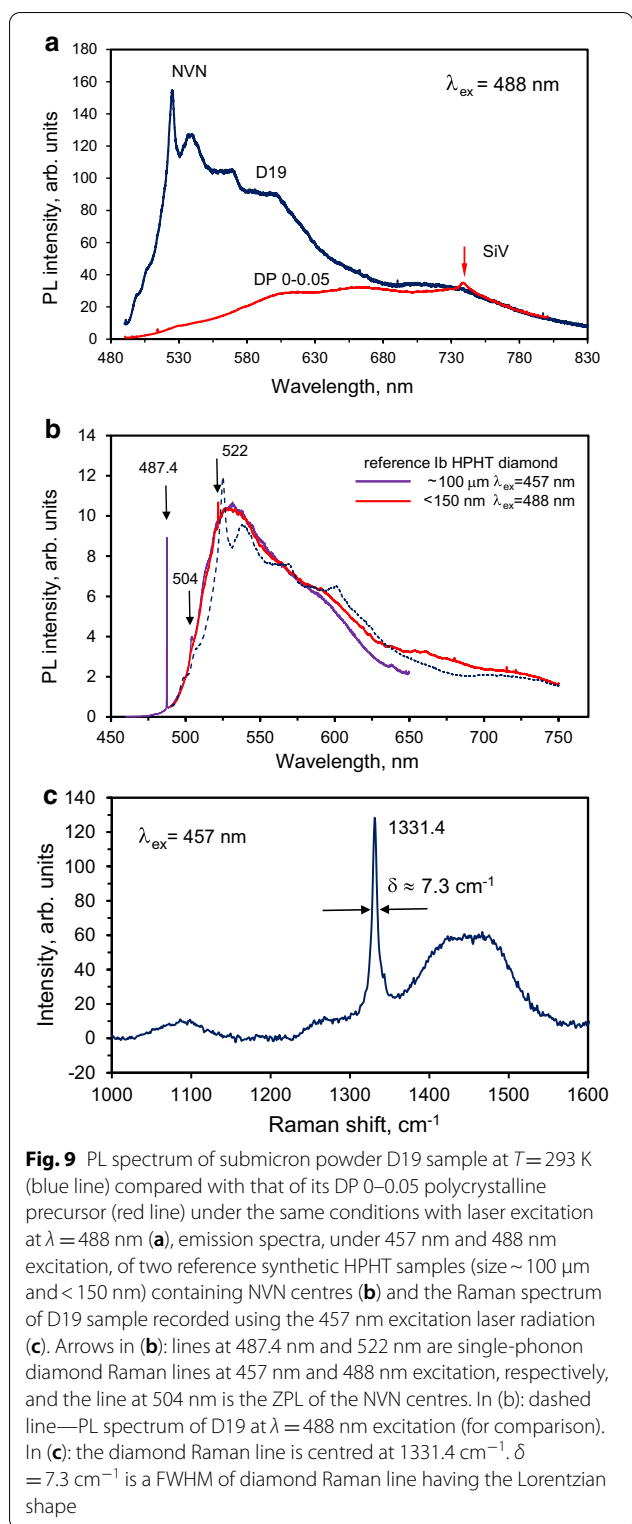 a
180
160
140
120
100
80
60
40
20
0
PL intensity, arb. units
NVN
λex = 488 nm
D19
SiV
DP 0-0.05
480 530 580 630 680 730 780 830
Wavelength, nm
b
14
12
10
8
6
4
2
0
PL intensity, arb. units
522
487.4
504
reference Ib HPHT diamond
~100 μm λex=457 nm
<150 nm λex=488 nm
450 500 550 600 650 700 750
Wavelength, nm
c
140
120
100
80
60
40
20
0
-20
Intensity, arb. units
λex = 457 nm
1331.4
δ ≈ 7.3 cm-1
1000 1100 1200 1300 1400 1500 1600
Raman shift, cm-1
Fig. 9 PL spectrum of submicron powder D19 sample at T = 293 K
(blue line) compared with that of its DP 0–0.05 polycrystalline
precursor (red line) under the same conditions with laser excitation
at λ = 488 nm (a), emission spectra, under 457 nm and 488 nm
excitation, of two reference synthetic HPHT samples (size ~ 100 μm
and < 150 nm) containing NVN centres (b) and the Raman spectrum
of D19 sample recorded using the 457 nm excitation laser radiation
(c). Arrows in (b): lines at 487.4 nm and 522 nm are single-phonon
diamond Raman lines at 457 nm and 488 nm excitation, respectively,
and the line at 504 nm is the ZPL of the NVN centres. In (b): dashed
line—PL spectrum of D19 at λ = 488 nm excitation (for comparison).
In (c): the diamond Raman line is centred at 1331.4 cm−1. δ
= 7.3 cm−1 is a FWHM of diamond Raman line having the Lorentzian
shape